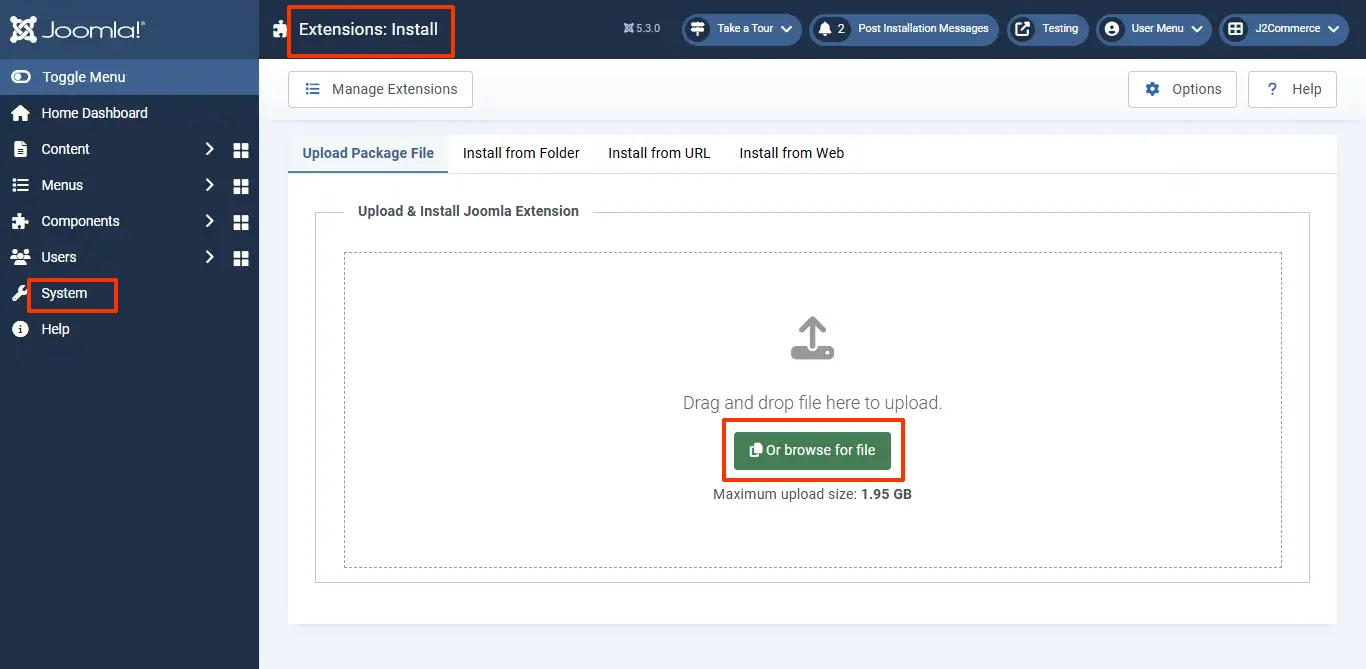 Joomla!®
Extensions: Install
5.3.0
Take a Tour
2 Post Installation Messages
Testing
User Menu
J2Commerce
Toggle Menu
Home Dashboard
Content
Menus
Components
Users
System
Help
Manage Extensions
Options
? Help
Upload Package File
Install from Folder
Install from URL
Install from Web
Upload & Install Joomla Extension
Drag and drop file here to upload.
Or browse for file
Maximum upload size: 1.95 GB